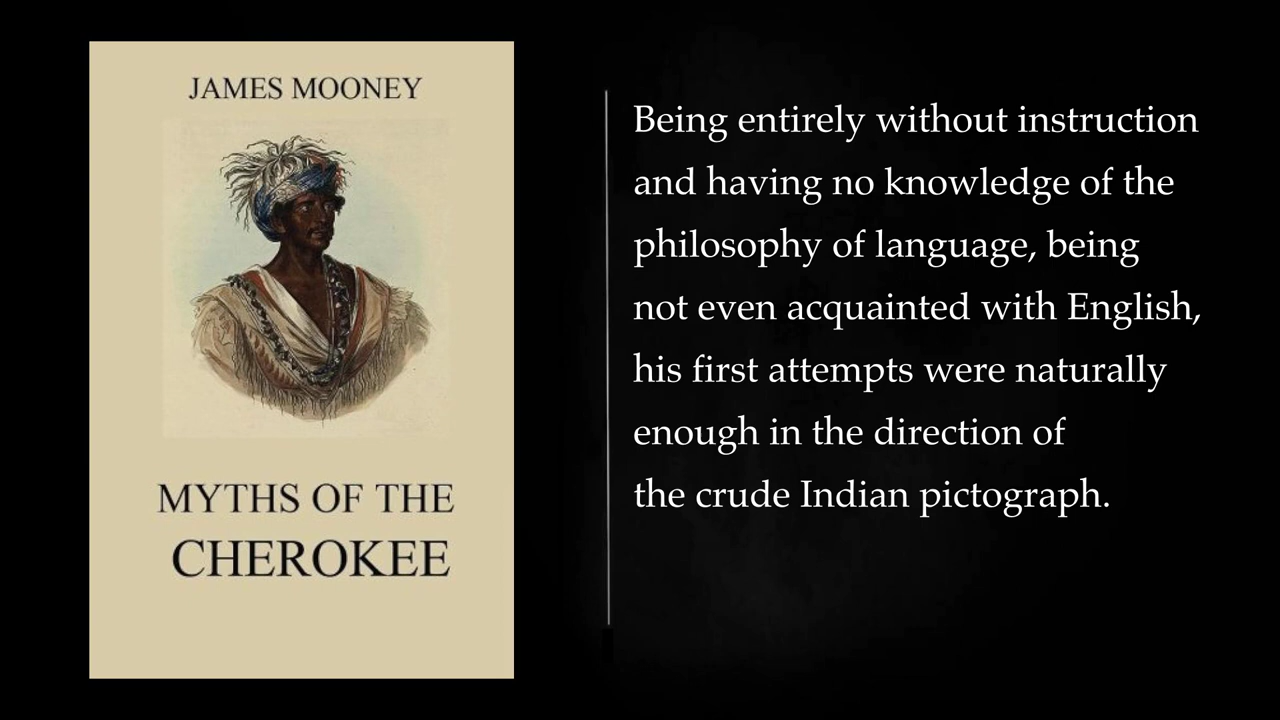 JAMES MOONEY
MYTHS OF THE
CHEROKEE
Being entirely without instruction
and having no knowledge of the
philosophy of language, being
not even acquainted with English,
his first attempts were naturally
enough in the direction of
the crude Indian pictograph.